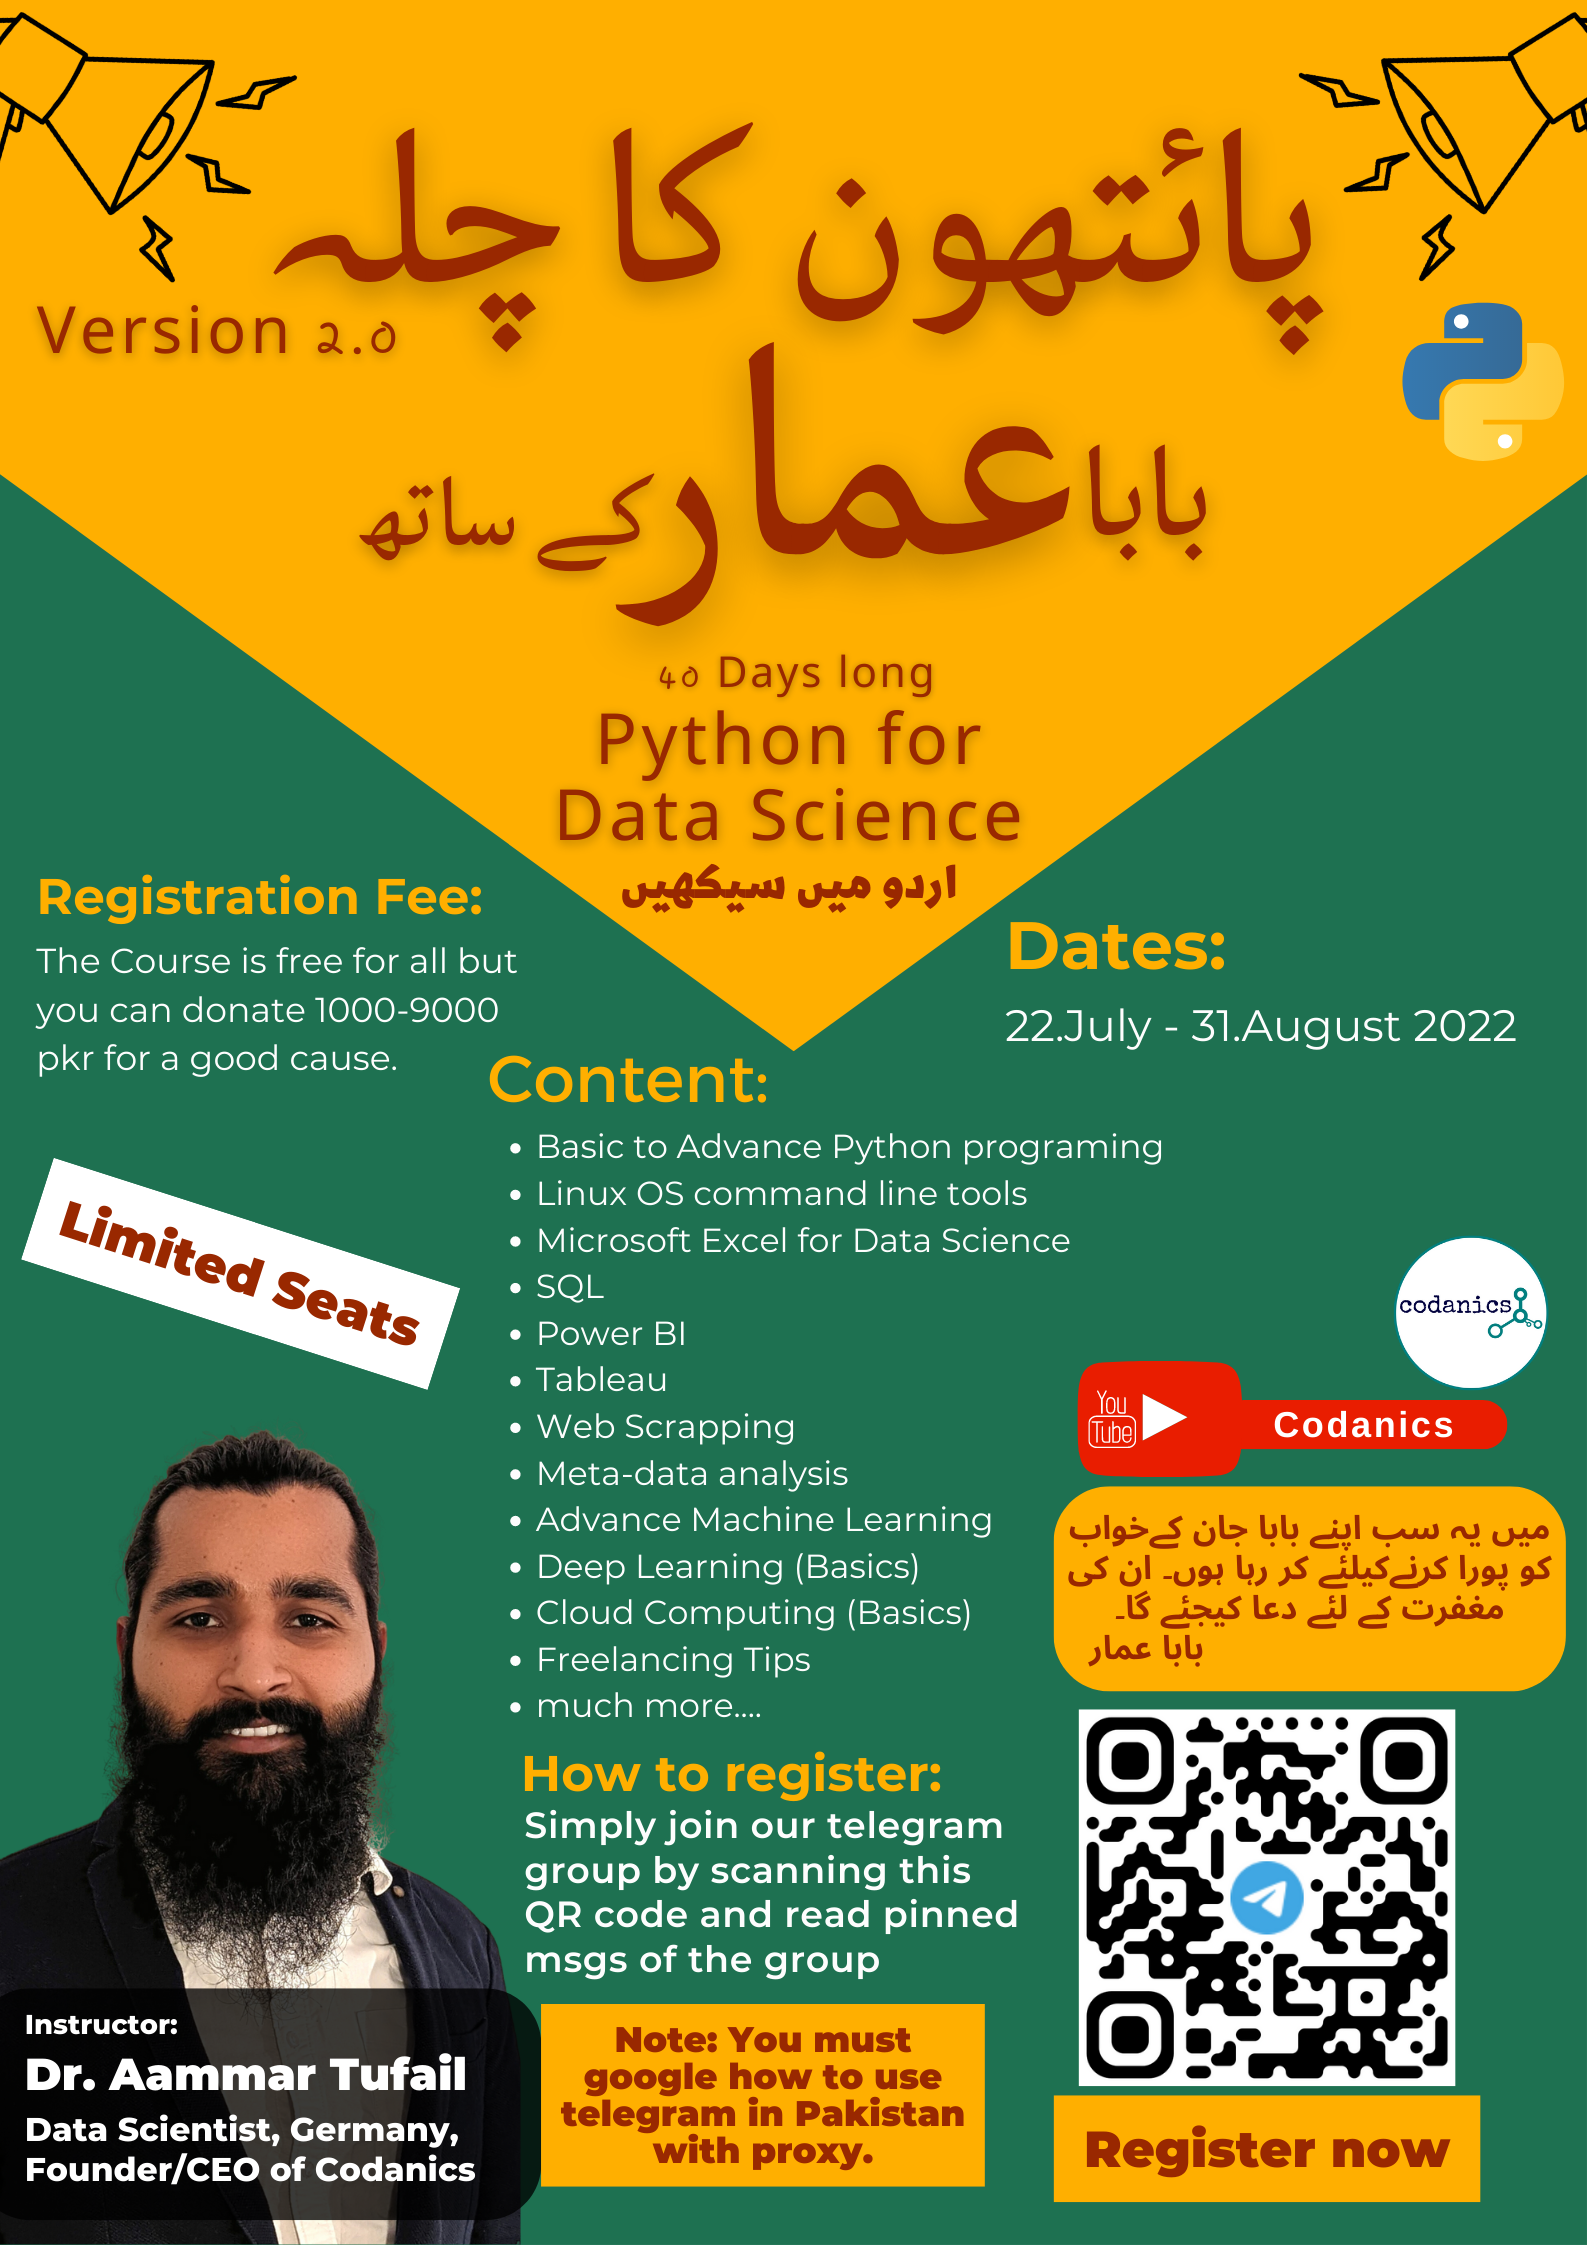 پائتھون کا چلہ
Version 2.0
بابا عمار کے ساتھ
40 Days long
Python for
Data Science
اردو میں سیکھیں
Registration Fee:
The Course is free for all but
you can donate 1000-9000
pkr for a good cause.
Dates:
22.July - 31.August 2022
Content:
• Basic to Advance Python programing
• Linux OS command line tools
• Microsoft Excel for Data Science
• SQL
• Power BI
• Tableau
• Web Scrapping
• Meta-data analysis
• Advance Machine Learning
• Deep Learning (Basics)
• Cloud Computing (Basics)
• Freelancing Tips
• much more....
Limited Seats
codanics
You
Tube
Codanics
میں یہ سب اپنے بابا جان کےخواب
کو پورا کرنےکیلئے کر رہا ہوں۔ ان کی
مغفرت کے لئے دعا کیجئے گا۔
بابا عمار
How to register:
Simply join our telegram
group by scanning this
QR code and read pinned
msgs of the group
Instructor:
Dr. Aammar Tufail
Data Scientist, Germany,
Founder/CEO of Codanics
Note: You must
google how to use
telegram in Pakistan
with proxy.
Register now